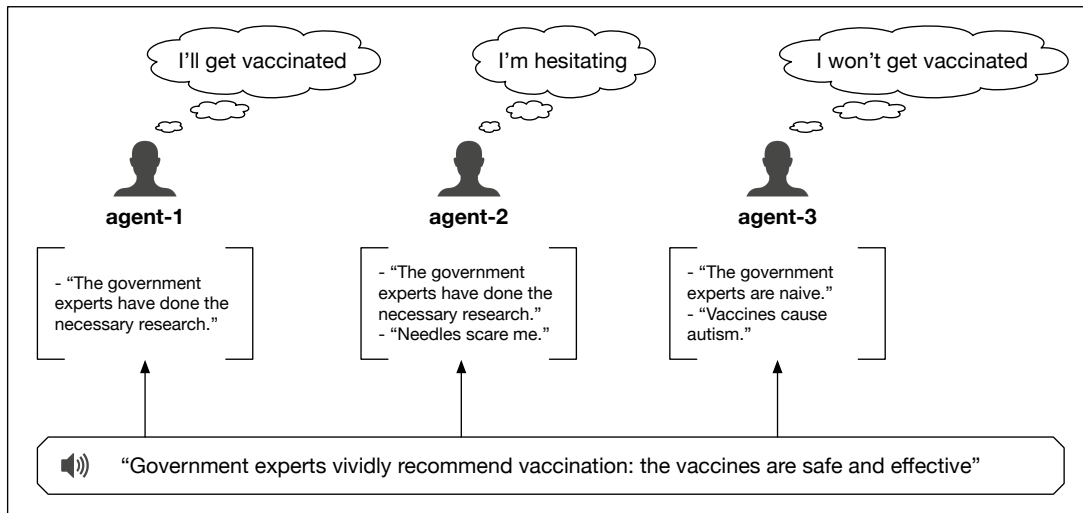 I’ll get vaccinated
I’m hesitating
I won’t get vaccinated
agent-1
agent-2
agent-3
- “The government
experts have done the
necessary research.”
- “The government
experts have done the
necessary research.”
- “Needles scare me.”
- “The government
experts are naive.”
- “Vaccines cause
autism.”
“Government experts vividly recommend vaccination: the vaccines are safe and effective”